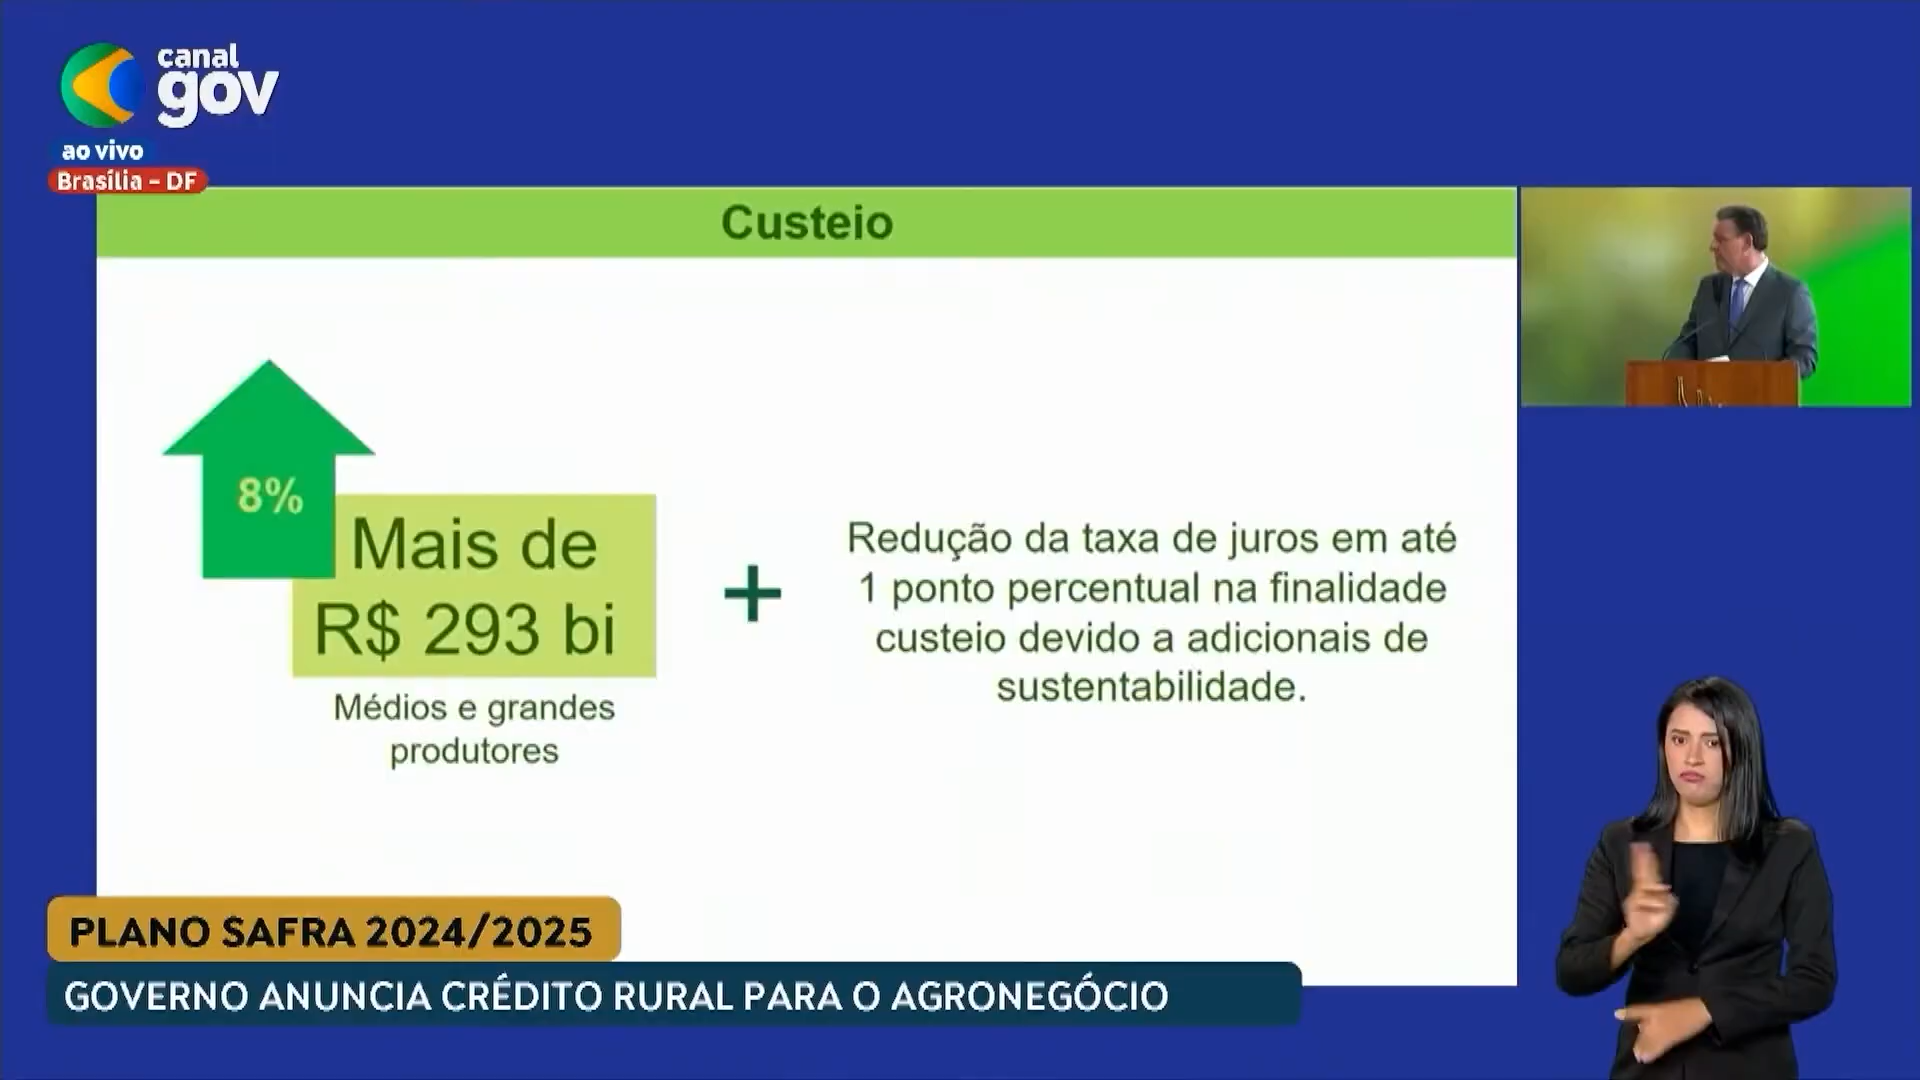 canal
gov
ao vivo
Brasília - DF
Custeio
8%
Mais de
R$ 293 bi
Médios e grandes
produtores
+
Redução da taxa de juros em até
1 ponto percentual na finalidade
custeio devido a adicionais de
sustentabilidade.
PLANO SAFRA 2024/2025
GOVERNO ANUNCIA CRÉDITO RURAL PARA O AGRONEGÓCIO